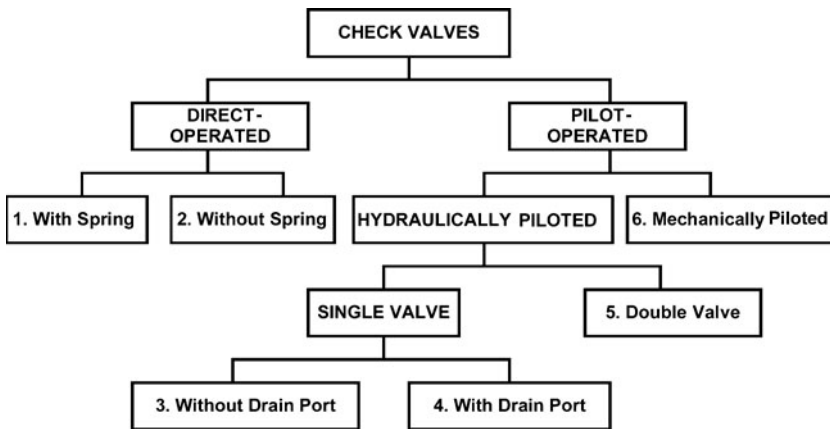 CHECK VALVES
DIRECT-
OPERATED
PILOT-
OPERATED
1. With Spring
2. Without Spring
HYDRAULICALLY PILOTED
6. Mechanically Piloted
SINGLE VALVE
5. Double Valve
3. Without Drain Port
4. With Drain Port